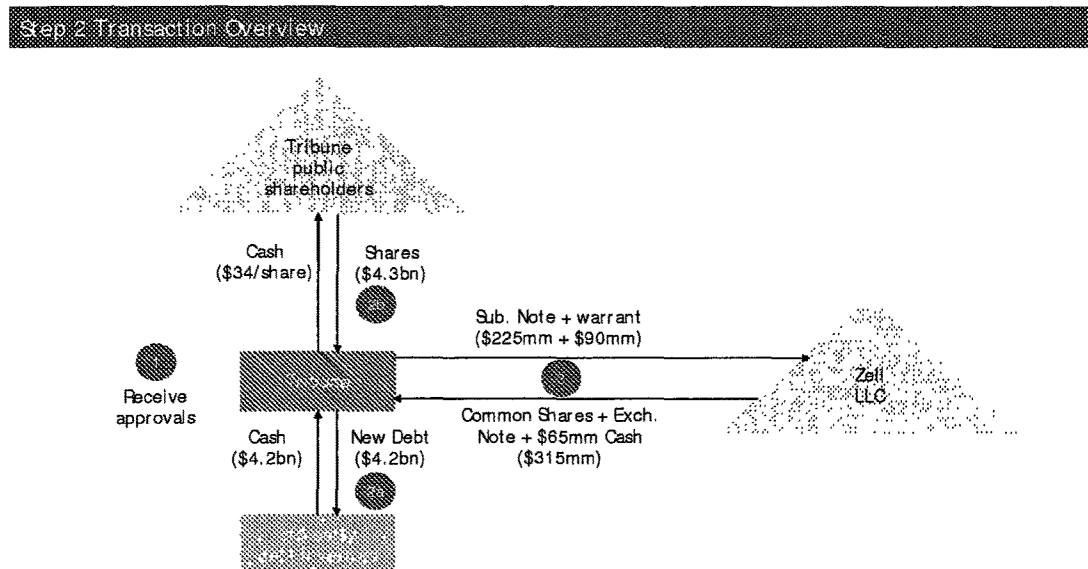 Step 2 Transaction Overview
Tribune
public
shareholders
Cash
($34/share)
Shares
($4.3bn)
Sub. Note + warrant
($225mm + $90mm)
Receive
approvals
Zell
LLC
Common Shares + Exch.
Note + $65mm Cash
($315mm)
Cash
($4.2bn)
New Debt
($4.2bn)